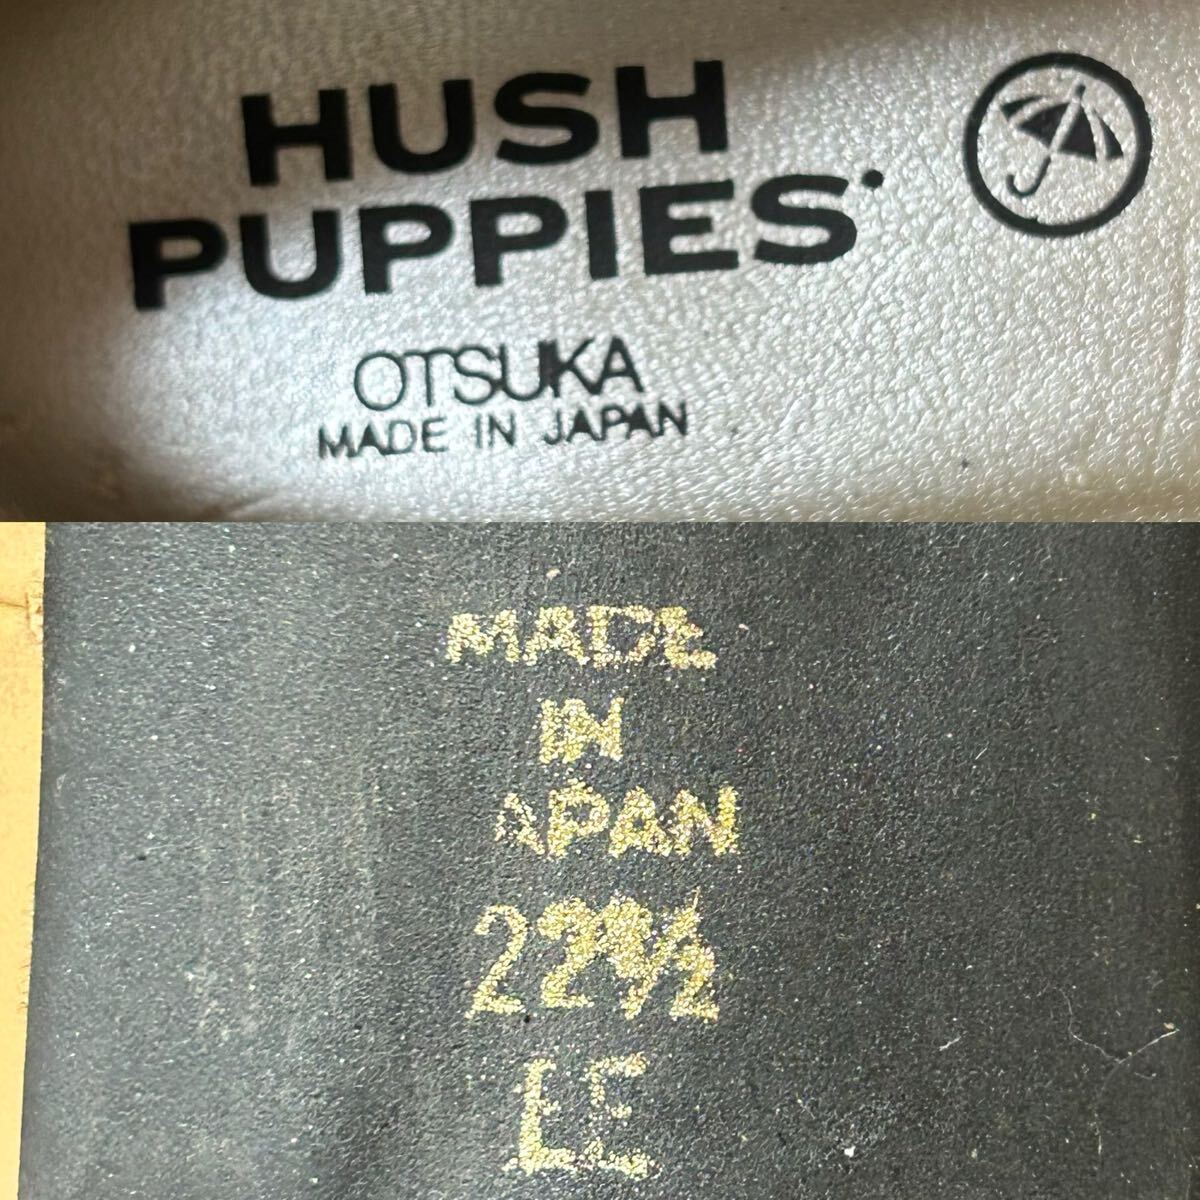 HUSH
PUPPIES
OTSUKA
MADE IN JAPAN
MADE
IN
JAPAN
22½
EE